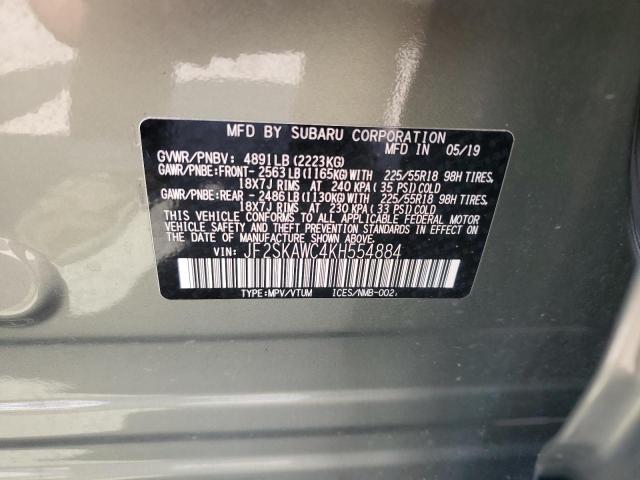 MFD BY SUBARU CORPORATION
MFD IN 05/19
GVWR/PNBV: 4891LB(2223KG)
GAWR/PNBE:FRONT- 2563LB(1165KG)WITH 225/55R18 98H TIRES,
18X7J RIMS AT 240 KPA(35 PSI)COLD
GAWR/PNBE:REAR - 2486LB(1130KG)WITH 225/55R18 98H TIRES,
18X7J RIMS AT 230 KPA(33 PSI)COLD
THIS VEHICLE CONFORMS TO ALL APPLICABLE FEDERAL MOTOR
VEHICLE SAFETY AND THEFT PREVENTION STANDARDS IN EFFECT ON
THE DATE OF MANUFACTURE SHOWN ABOVE.
VIN: JF2SKAWC4KH554884
TYPE:MPV/VTUM ICES/NMB-002